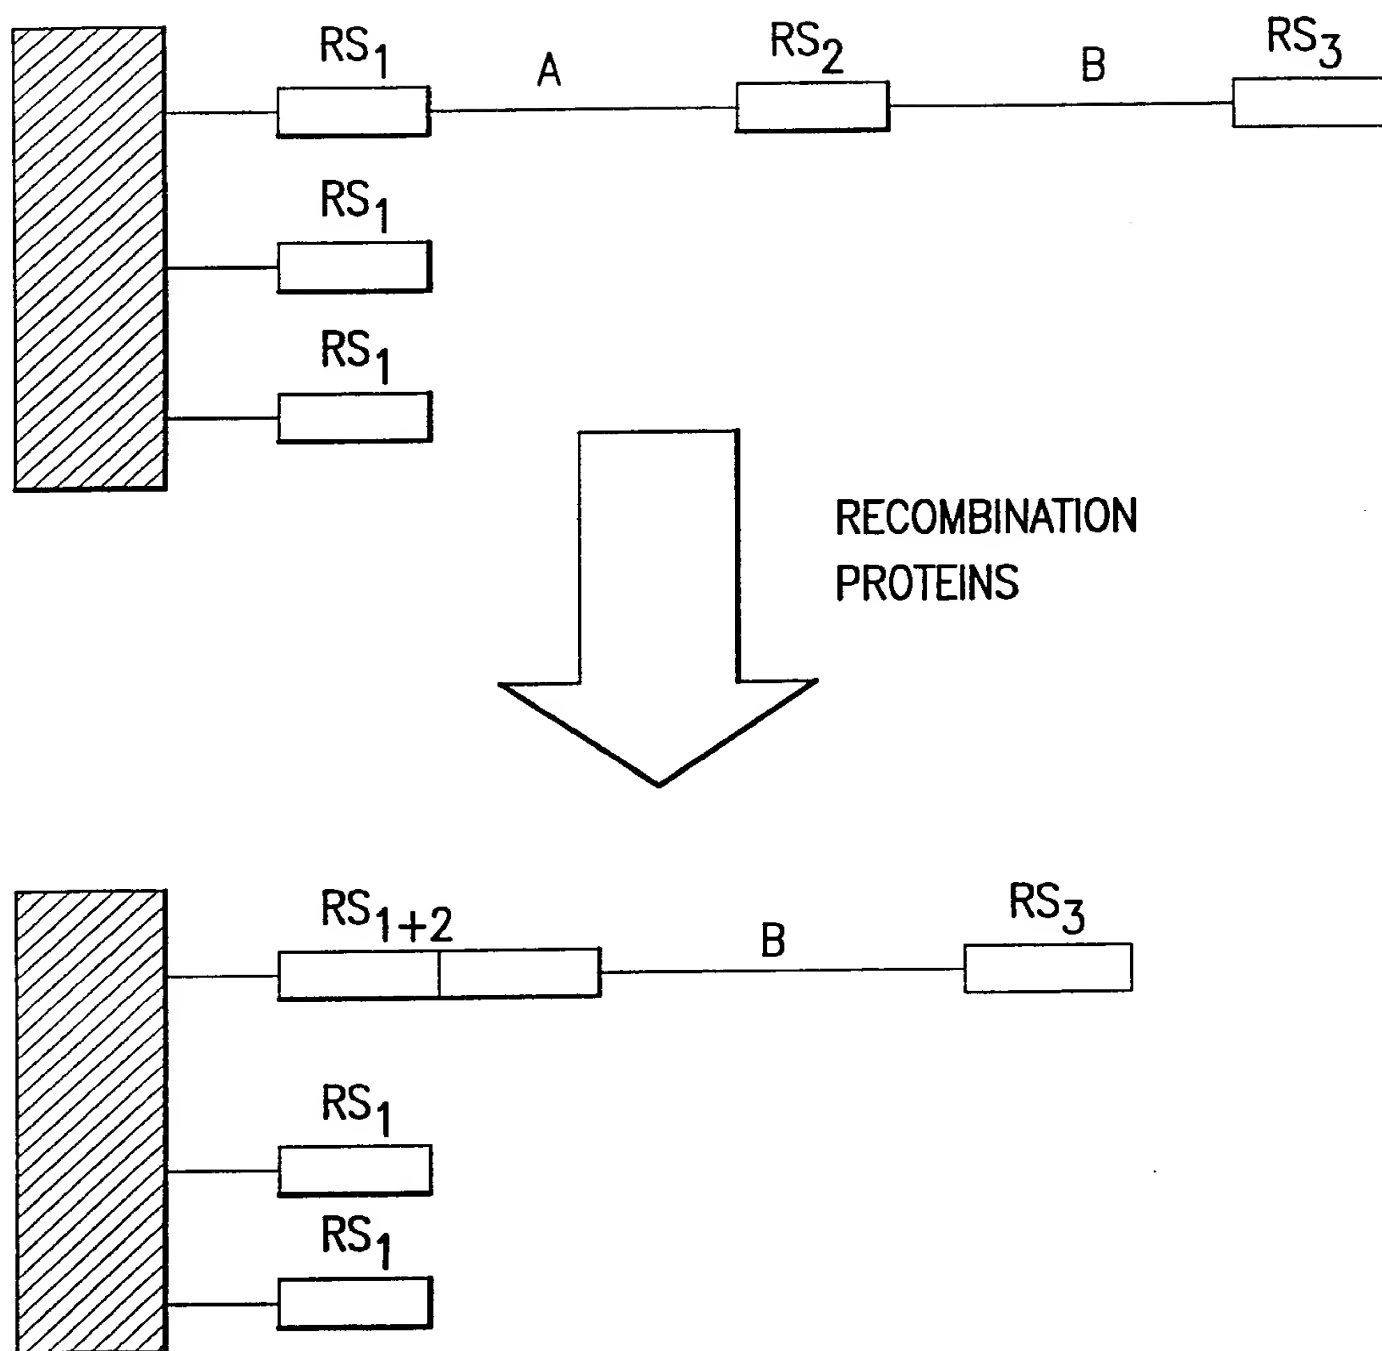 RS1 A RS2 B RS3
RS1
RS1
RECOMBINATION
PROTEINS
RS1+2 B RS3
RS1
RS1